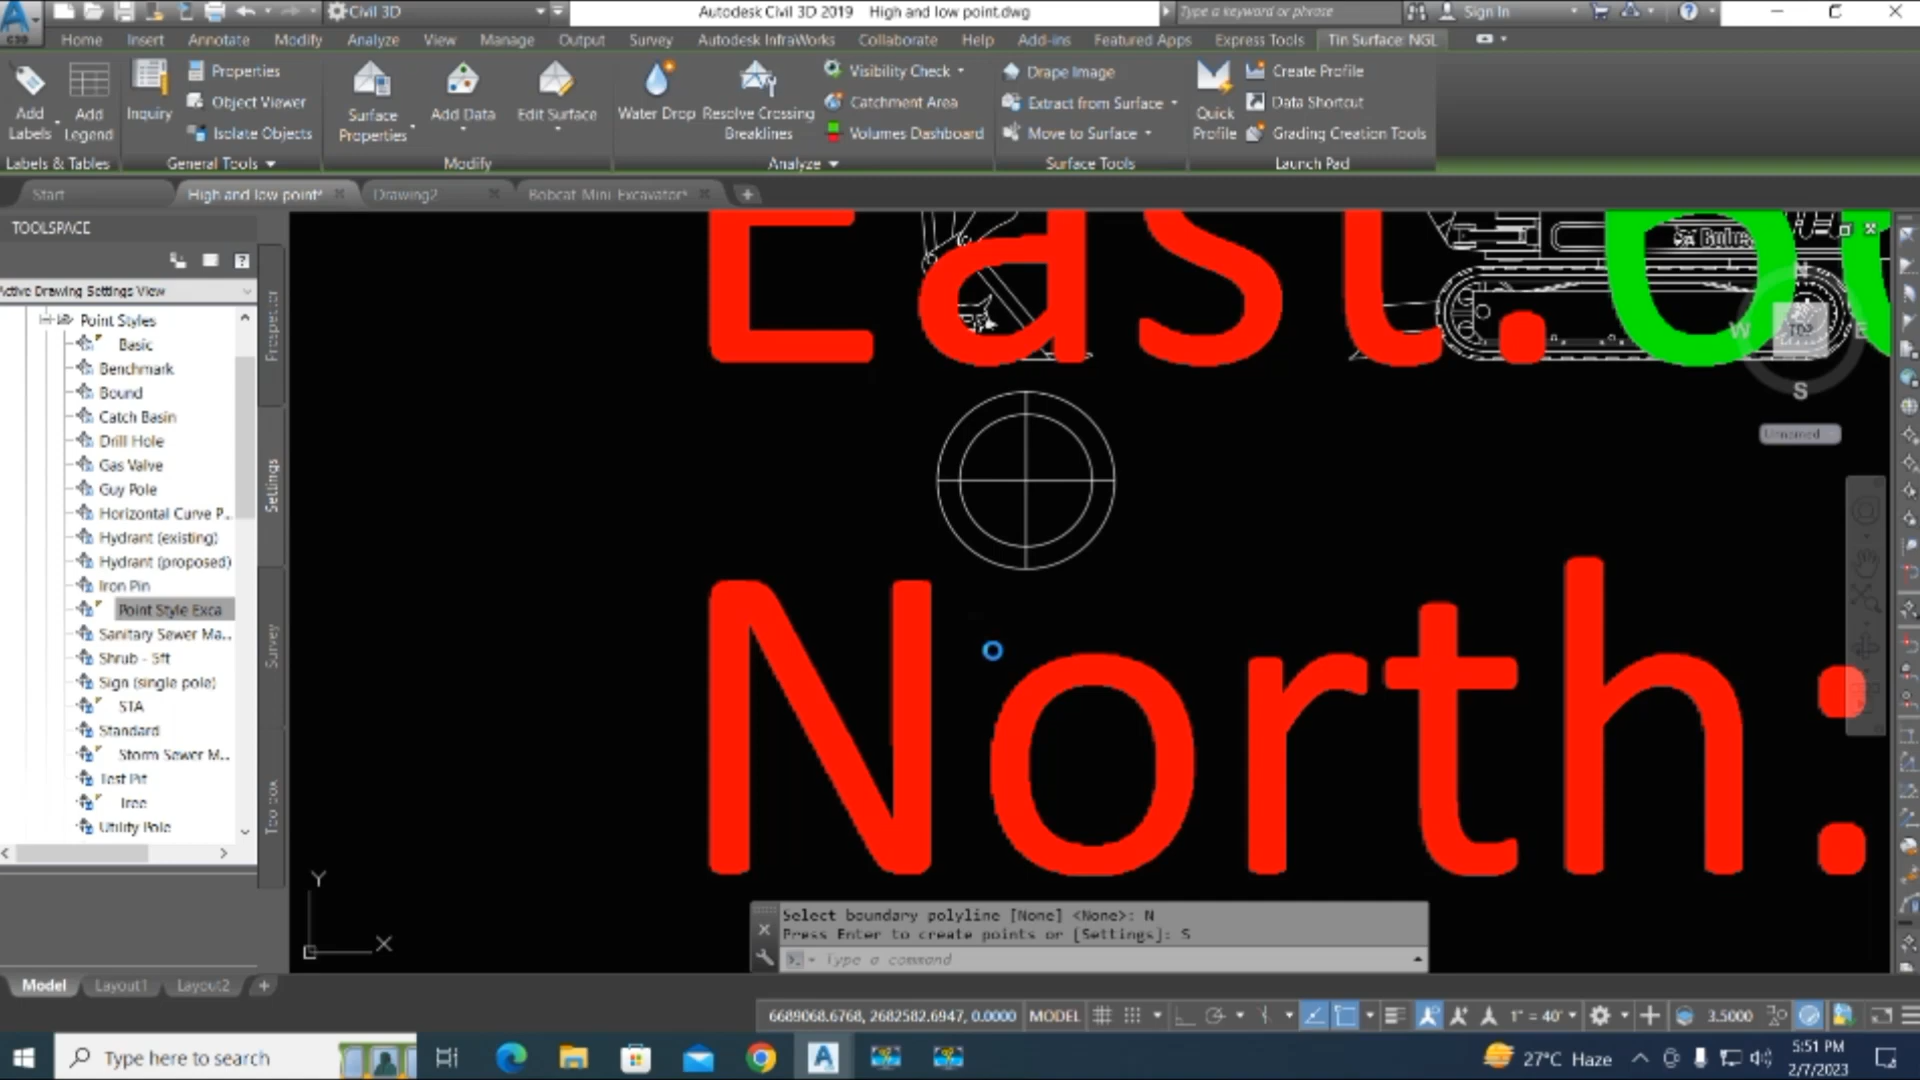 Civil 3D
Autodesk Civil 3D 2019 High and low point.dwg
Type a keyword or phrase
Sign In
C3D
Home Insert Annotate Modify Analyze View Manage Output Survey Autodesk InfraWorks Collaborate Help Add-ins Featured Apps Express Tools Tin Surface: NGL
Add Labels
Add Legend
Inquiry
Properties
Object Viewer
Isolate Objects
Surface Properties
Add Data
Edit Surface
Water Drop
Resolve Crossing Breaklines
Visibility Check
Catchment Area
Volumes Dashboard
Drape Image
Extract from Surface
Move to Surface
Quick Profile
Create Profile
Data Shortcut
Grading Creation Tools
Labels & Tables
General Tools
Modify
Analyze
Surface Tools
Launch Pad
Start
High and low point*
Drawing2
Bobcat Mini Excavator*
TOOLSPACE
Active Drawing Settings View
Point Styles
Basic
Benchmark
Bound
Catch Basin
Drill Hole
Gas Valve
Guy Pole
Horizontal Curve P...
Hydrant (existing)
Hydrant (proposed)
Iron Pin
Point Style Exca
Sanitary Sewer Ma...
Shrub - 5ft
Sign (single pole)
STA
Standard
Storm Sewer M...
Test Pit
Tree
Utility Pole
Prospector
Settings
Survey
Toolbox
East:
North:
N
W TOP E
S
Unnamed
Y
X
Select boundary polyline [None] <None>: N
Press Enter to create points or [Settings]: S
Type a command
Model Layout1 Layout2
6689068.6768, 2682582.6947, 0.0000 MODEL
1" = 40'
3.5000
Type here to search
27°C Haze
5:51 PM
2/7/2023